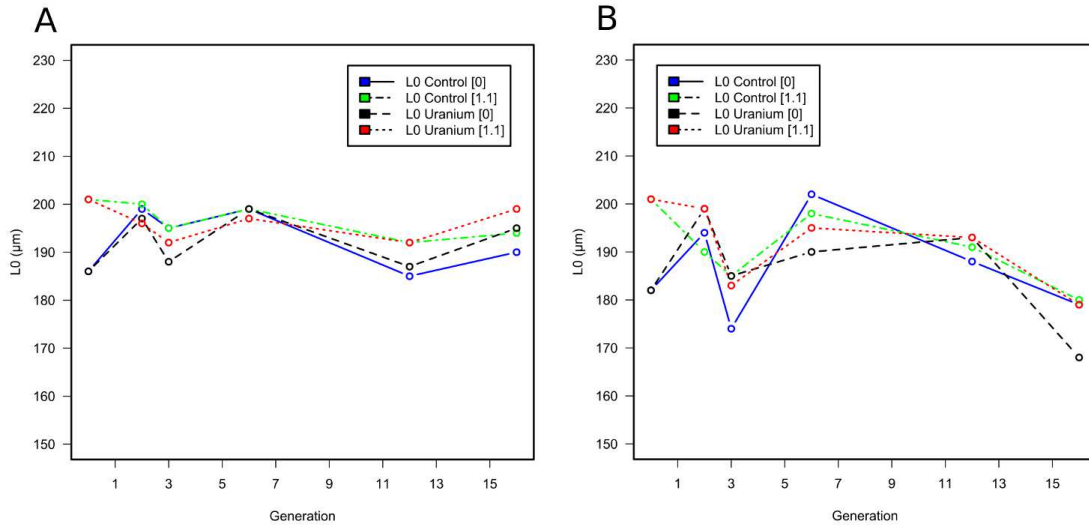 A
230
220
210
200
190
180
170
160
150
L0 (µm)
L0 Control [0]
L0 Control [1.1]
L0 Uranium [0]
L0 Uranium [1.1]
1 3 5 7 9 11 13 15
Generation
B
230
220
210
200
190
180
170
160
150
L0 (µm)
L0 Control [0]
L0 Control [1.1]
L0 Uranium [0]
L0 Uranium [1.1]
1 3 5 7 9 11 13 15
Generation